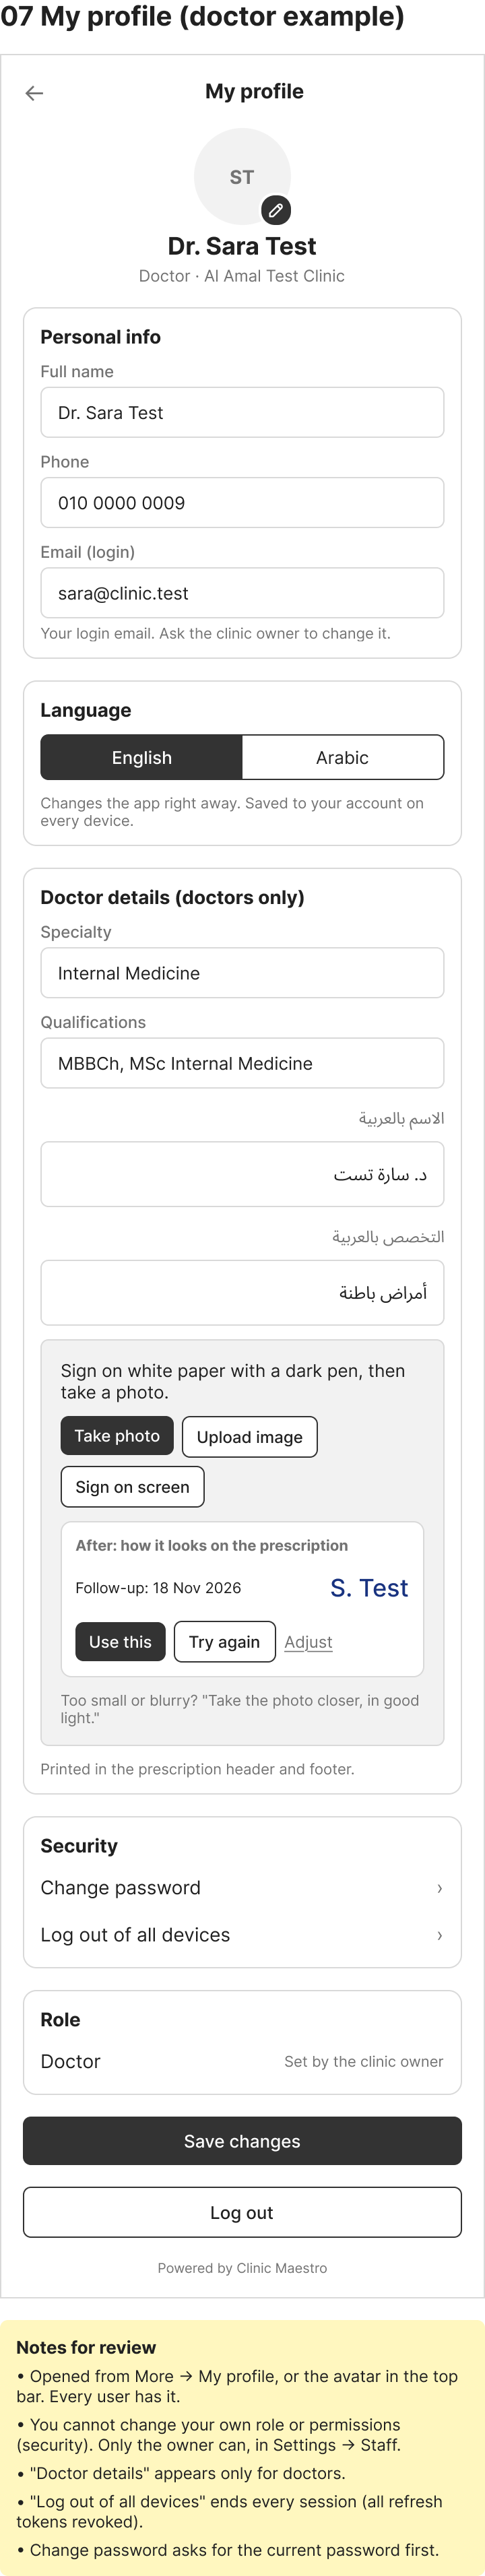 07 My profile (doctor example)
←
My profile
ST
Dr. Sara Test
Doctor · Al Amal Test Clinic
Personal info
Full name
Dr. Sara Test
Phone
010 0000 0009
Email (login)
sara@clinic.test
Your login email. Ask the clinic owner to change it.
Language
English
Arabic
Changes the app right away. Saved to your account on
every device.
Doctor details (doctors only)
Specialty
Internal Medicine
Qualifications
MBBCh, MSc Internal Medicine
الاسم بالعربية
د. سارة تست
التخصص بالعربية
أمراض باطنة
Sign on white paper with a dark pen, then
take a photo.
Take photo
Upload image
Sign on screen
After: how it looks on the prescription
Follow-up: 18 Nov 2026
S. Test
Use this
Try again
Adjust
Too small or blurry? "Take the photo closer, in good
light."
Printed in the prescription header and footer.
Security
Change password ›
Log out of all devices ›
Role
Doctor
Set by the clinic owner
Save changes
Log out
Powered by Clinic Maestro
Notes for review
• Opened from More → My profile, or the avatar in the top
bar. Every user has it.
• You cannot change your own role or permissions
(security). Only the owner can, in Settings → Staff.
• "Doctor details" appears only for doctors.
• "Log out of all devices" ends every session (all refresh
tokens revoked).
• Change password asks for the current password first.